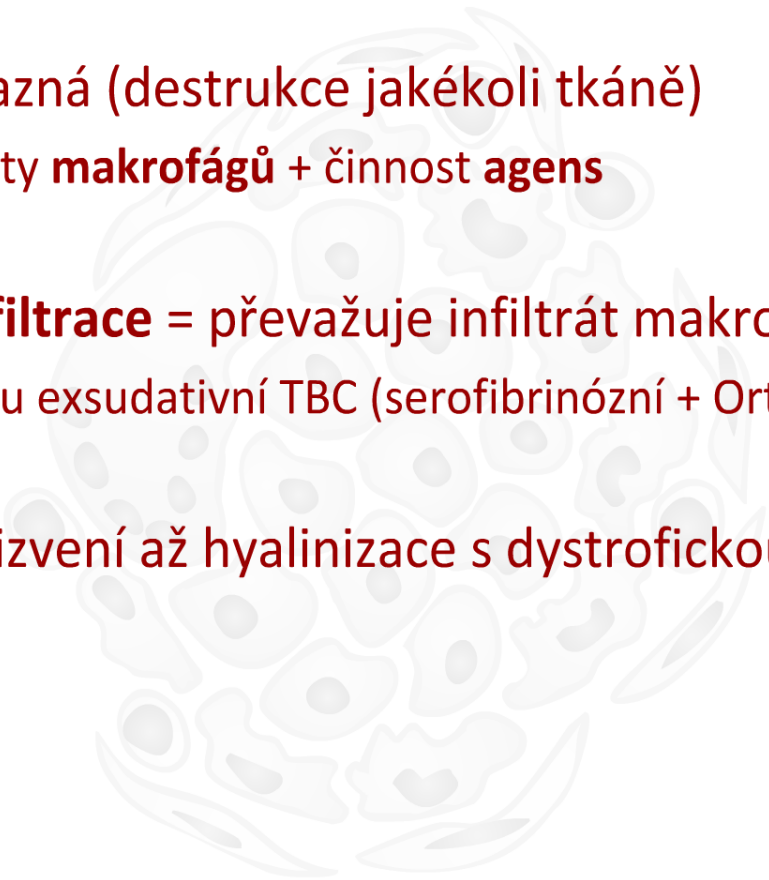 azná (destrukce jakékoli tkáně)
ty makrofágů + činnost agens
filtrace = převažuje infiltrát makro
u exsudativní TBC (serofibrinózní + Ort
izvení až hyalinizace s dystrofickou